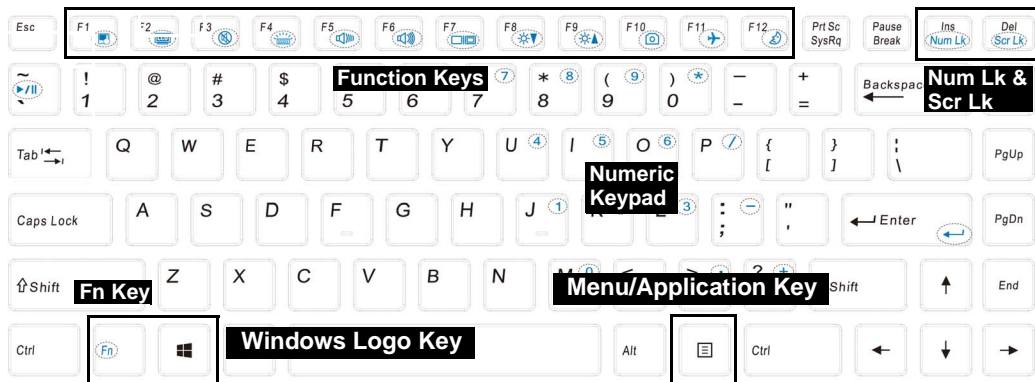 Esc F1 F2 F3 F4 F5 F6 F7 F8 F9 F10 F11 F12 Prt Sc Pause Ins Del
SysRq Break Num Lk Scr Lk
~ ! @ # $ 7 * 8 ( 9 ) * — +
Function Keys
Num Lk &
Scr Lk
` 1 2 3 4 5 6 7 8 9 0 – = Backspac
Tab Q W E R T Y U 4 I 5 O 6 P / { } ¦ PgUp
[ ] \
Numeric
Keypad
Caps Lock A S D F G H J 1 3 : – " Enter PgDn
; '
Shift Z X C V B N Shift End
Fn Key
Menu/Application Key
Ctrl Fn Alt Ctrl
Windows Logo Key